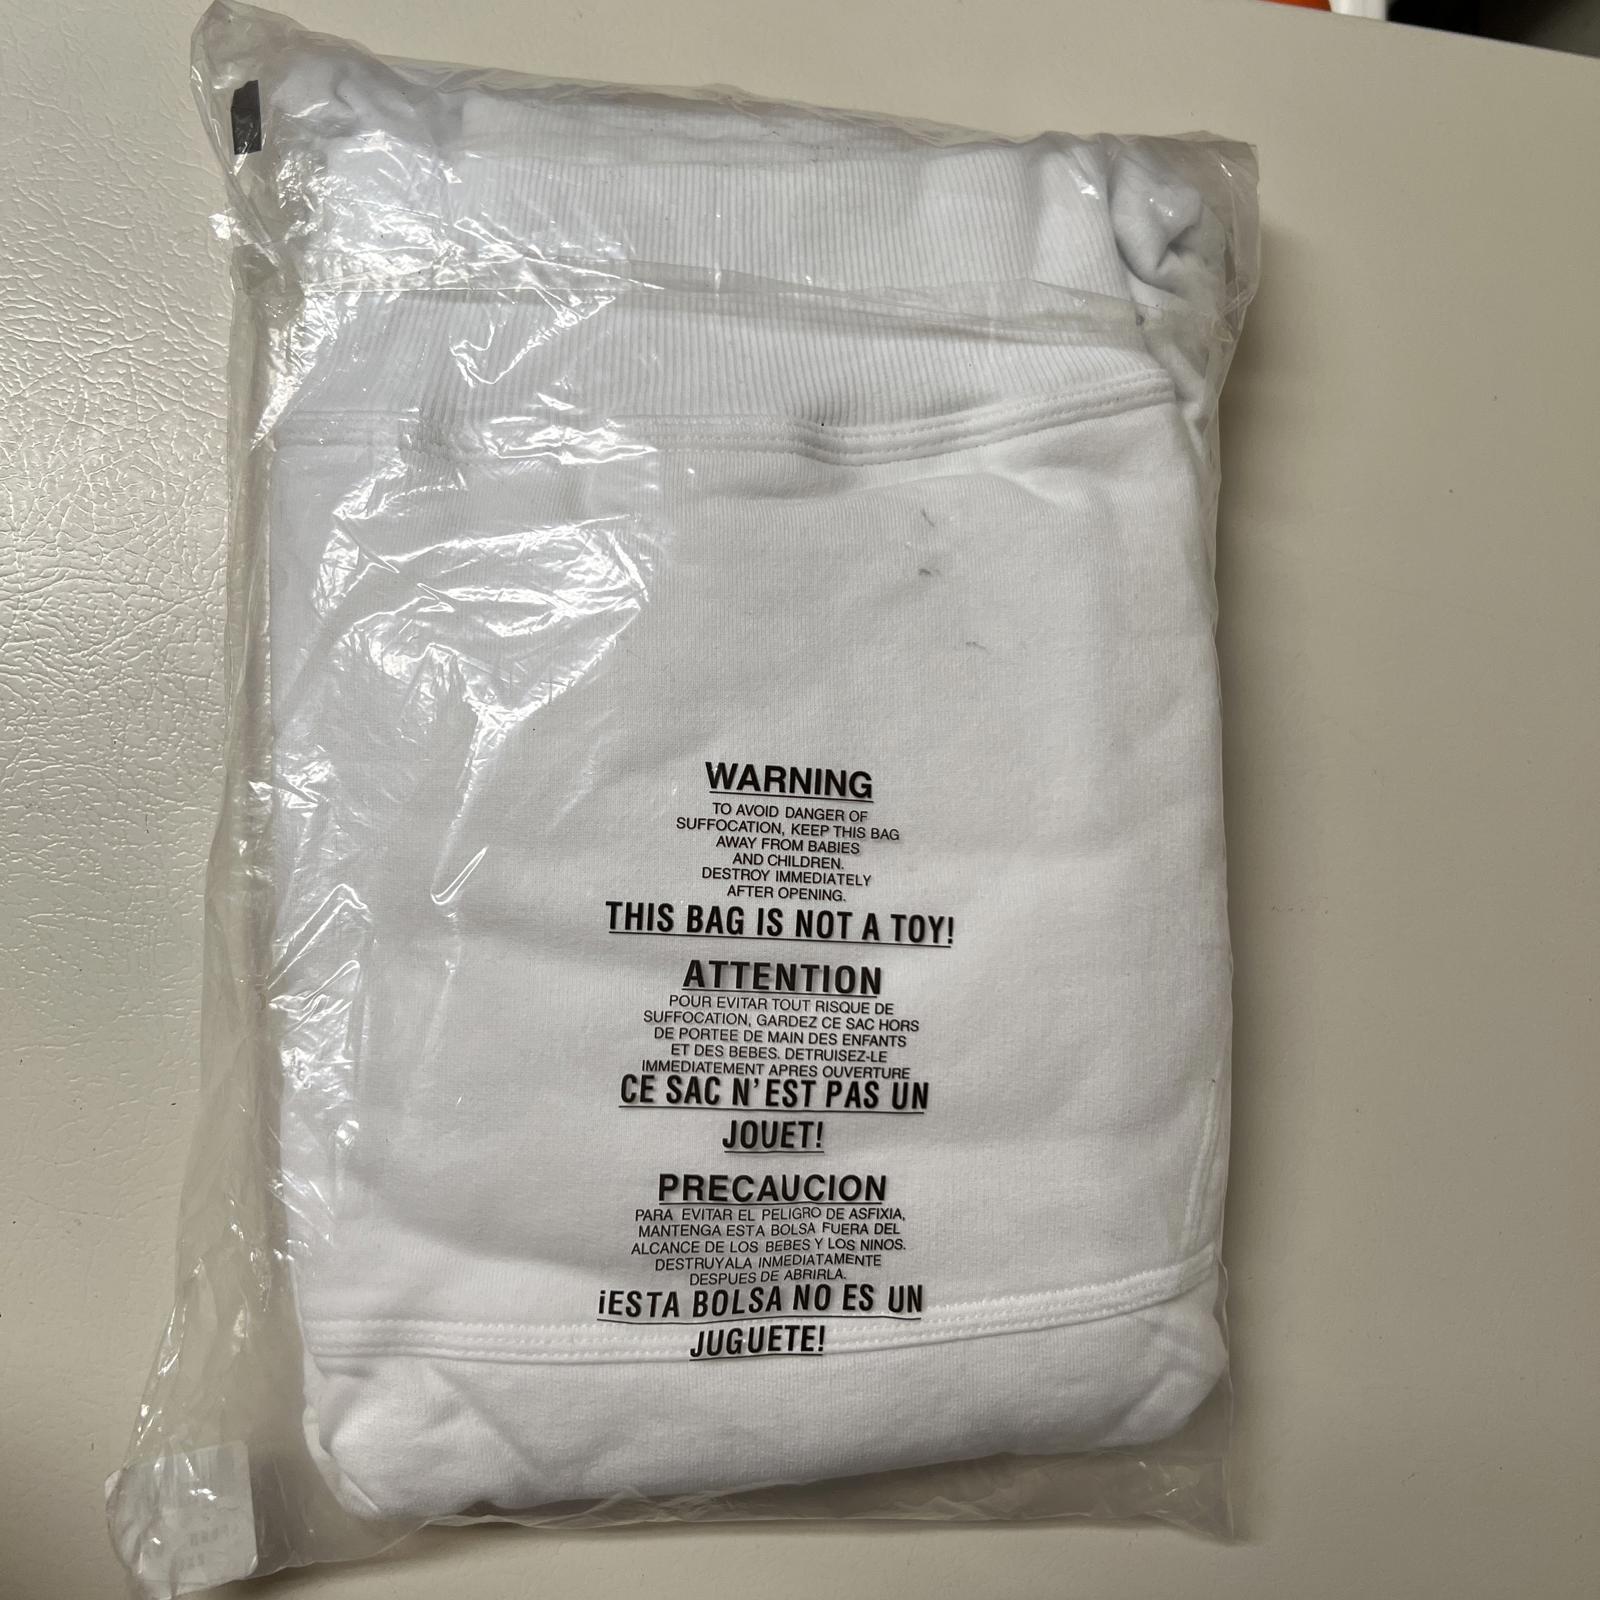 WARNING
TO AVOID DANGER OF
SUFFOCATION, KEEP THIS BAG
AWAY FROM BABIES
AND CHILDREN.
DESTROY IMMEDIATELY
AFTER OPENING.
THIS BAG IS NOT A TOY!
ATTENTION
POUR EVITAR TOUT RISQUE DE
SUFFOCATION, GARDEZ CE SAC HORS
DE PORTEE DE MAIN DES ENFANTS
ET DES BEBES. DETRUISEZ-LE
IMMEDIATEMENT APRES OUVERTURE
CE SAC N'EST PAS UN
JOUET!
PRECAUCION
PARA EVITAR EL PELIGRO DE ASFIXIA,
MANTENGA ESTA BOLSA FUERA DEL
ALCANCE DE LOS BEBES Y LOS NINOS.
DESTRUYALA INMEDIATAMENTE
DESPUES DE ABRIRLA.
¡ESTA BOLSA NO ES UN
JUGUETE!